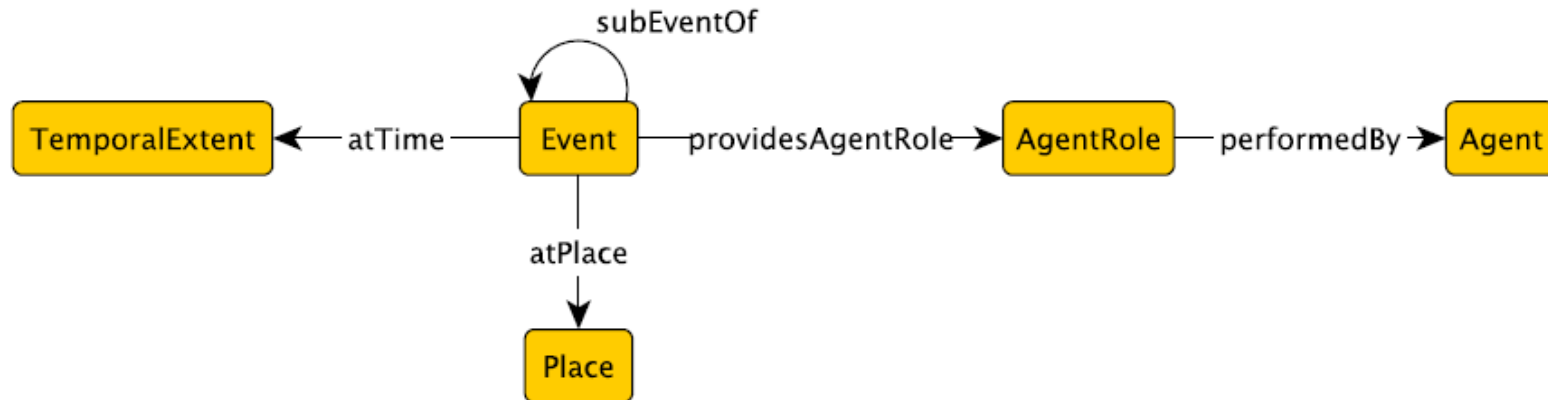 subEventOf
TemporalExtent atTime Event providesAgentRole AgentRole performedBy Agent
atPlace
Place